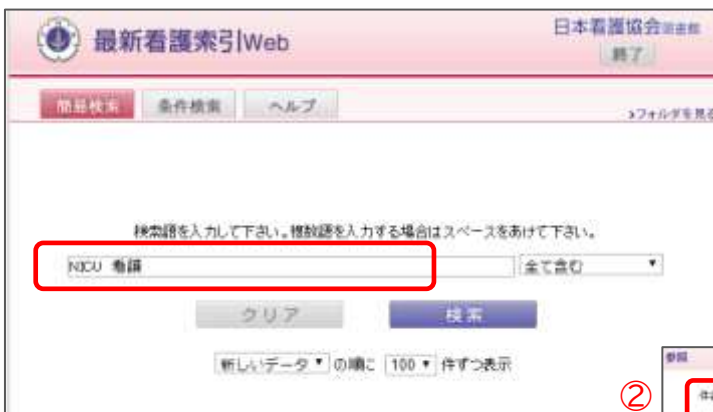 最新看護索引Web
日本看護協会図書館
終了
簡易検索 条件検索 ヘルプ
›フォルダを見る
検索語を入力して下さい。複数語を入力する場合はスペースをあけて下さい。
NICU 看護 全て含む
クリア 検索
新しいデータ の順に 100 件ずつ表示
参照
②